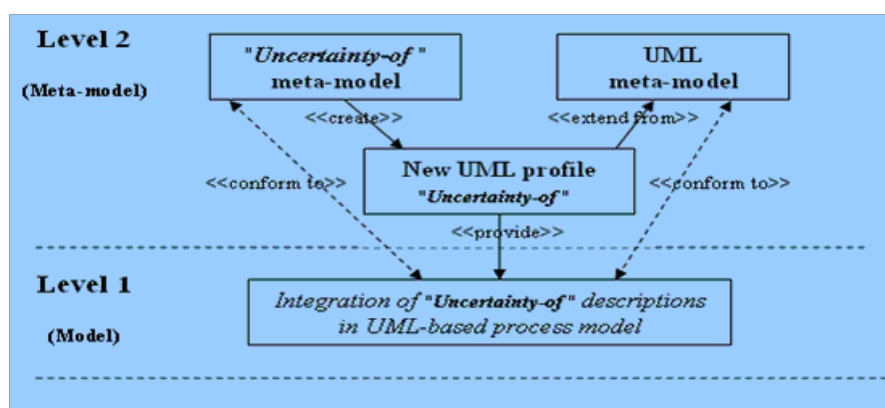 Level 2
(Meta-model)
"Uncertainty-of"
meta-model
UML
meta-model
<<create>>
<<extend from>>
New UML profile
"Uncertainty-of"
<<conform to>>
<<conform to>>
<<provide>>
Level 1
(Model)
Integration of "Uncertainty-of" descriptions
in UML-based process model